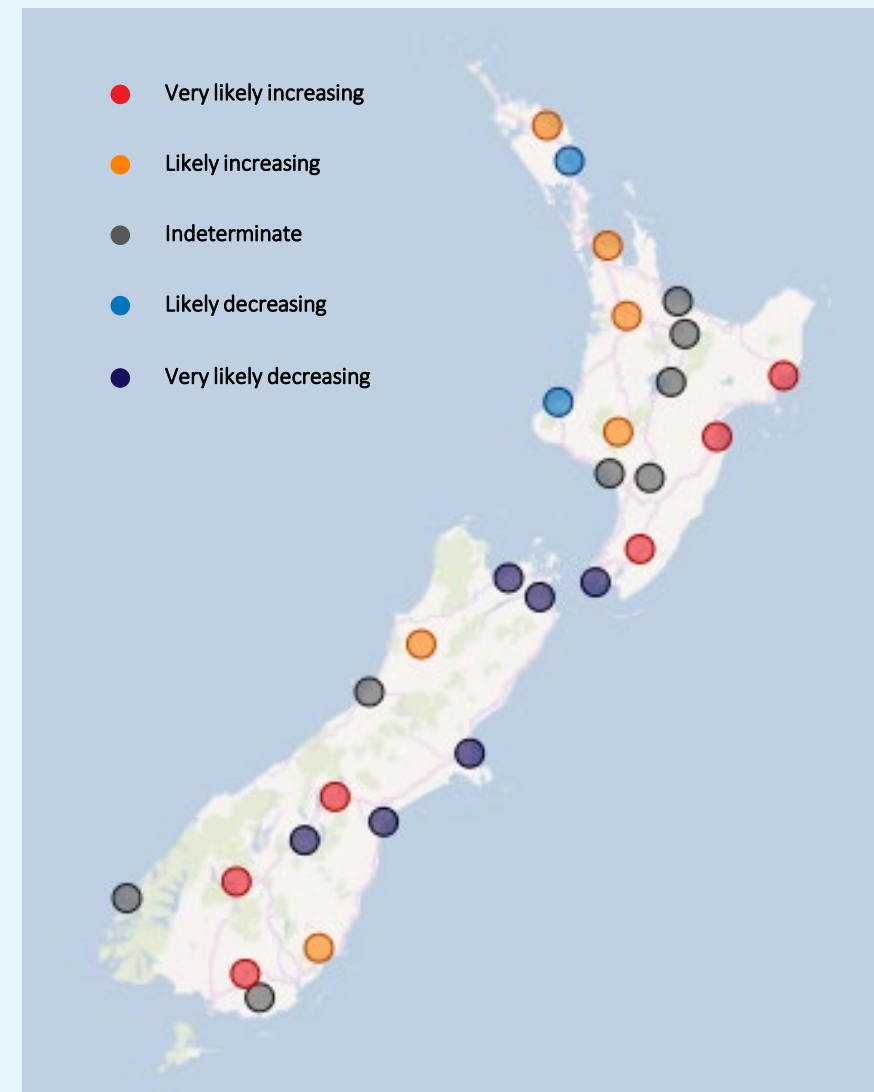 Very likely increasing
Likely increasing
Indeterminate
Likely decreasing
Very likely decreasing